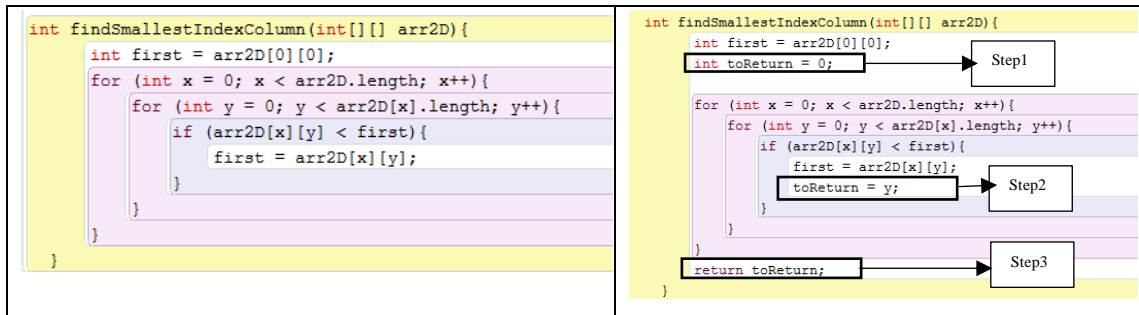 int findSmallestIndexColumn(int[][] arr2D){
int first = arr2D[0][0];
for (int x = 0; x < arr2D.length; x++){
for (int y = 0; y < arr2D[x].length; y++){
if (arr2D[x][y] < first){
first = arr2D[x][y];
}
}
}
}
int findSmallestIndexColumn(int[][] arr2D){
int first = arr2D[0][0];
int toReturn = 0;
Step1
for (int x = 0; x < arr2D.length; x++){
for (int y = 0; y < arr2D[x].length; y++){
if (arr2D[x][y] < first){
first = arr2D[x][y];
toReturn = y;
Step2
}
}
}
return toReturn;
Step3
}